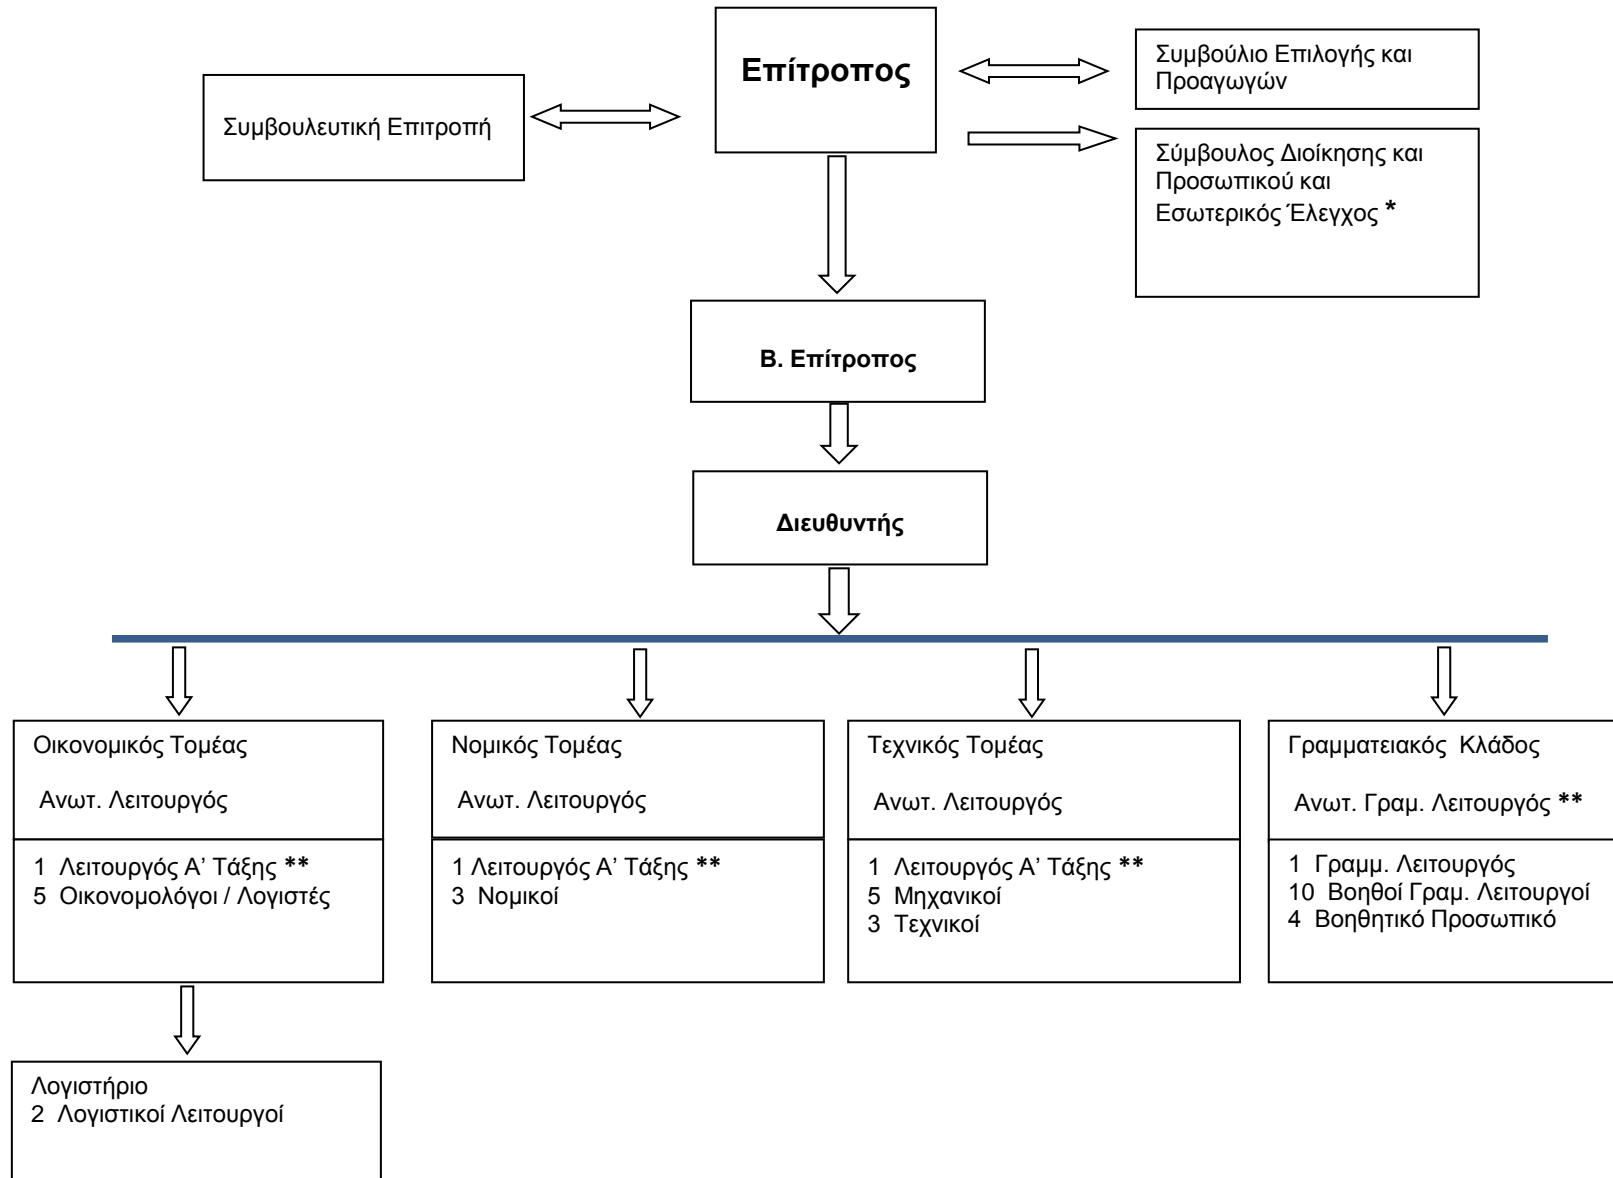 Επίτροπος
Συμβούλιο Επιλογής και
Προαγωγών
Συμβουλευτική Επιτροπή
Σύμβουλος Διοίκησης και
Προσωπικού και
Εσωτερικός Έλεγχος *
Β. Επίτροπος
Διευθυντής
Οικονομικός Τομέας
Ανωτ. Λειτουργός
1 Λειτουργός Α’ Τάξης **
5 Οικονομολόγοι / Λογιστές
Νομικός Τομέας
Ανωτ. Λειτουργός
1 Λειτουργός Α’ Τάξης **
3 Νομικοί
Τεχνικός Τομέας
Ανωτ. Λειτουργός
1 Λειτουργός Α’ Τάξης **
5 Μηχανικοί
3 Τεχνικοί
Γραμματειακός Κλάδος
Ανωτ. Γραμ. Λειτουργός **
1 Γραμμ. Λειτουργός
10 Βοηθοί Γραμ. Λειτουργοί
4 Βοηθητικό Προσωπικό
Λογιστήριο
2 Λογιστικοί Λειτουργοί